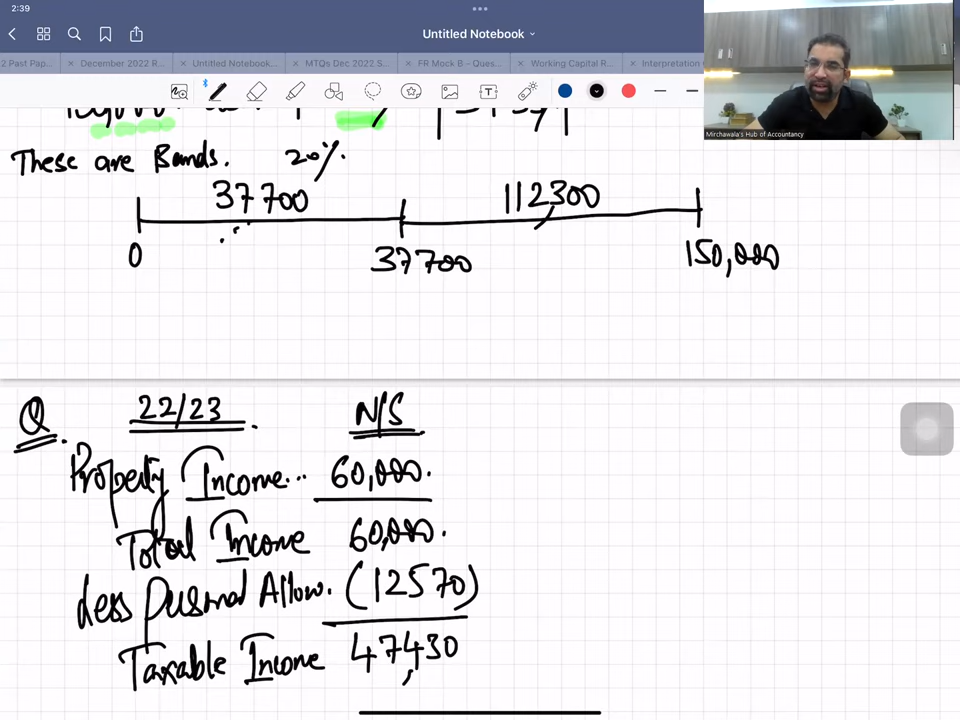 2:39
Untitled Notebook
2 Past Pap...
December 2022 R...
Untitled Notebook...
MTQs Dec 2022 S...
FR Mock B - Ques...
Working Capital R...
Interpretation
Mirchawala's Hub of Accountancy
These are Bands. 20%.
37700 112300
0 37700 150,000
Q. 22/23. N/S
Property Income... 60,000.
Total Income 60,000.
Less Personal Allow. (12570)
Taxable Income 47,430